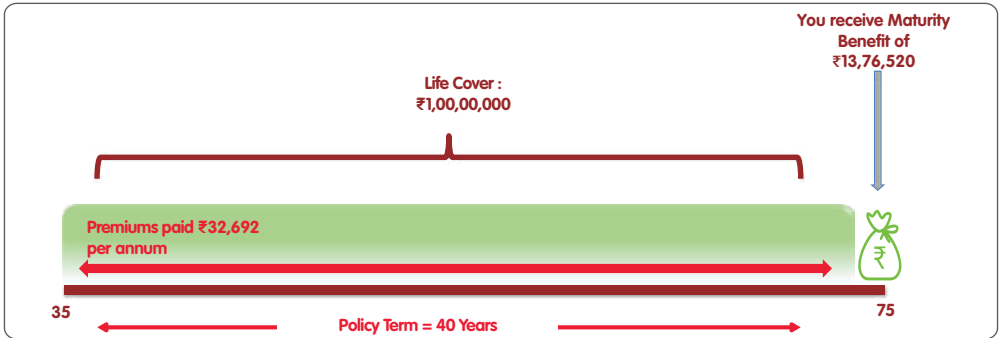 You receive Maturity
Benefit of
₹13,76,520
Life Cover :
₹1,00,00,000
Premiums paid ₹32,692
per annum
₹
35
75
Policy Term = 40 Years